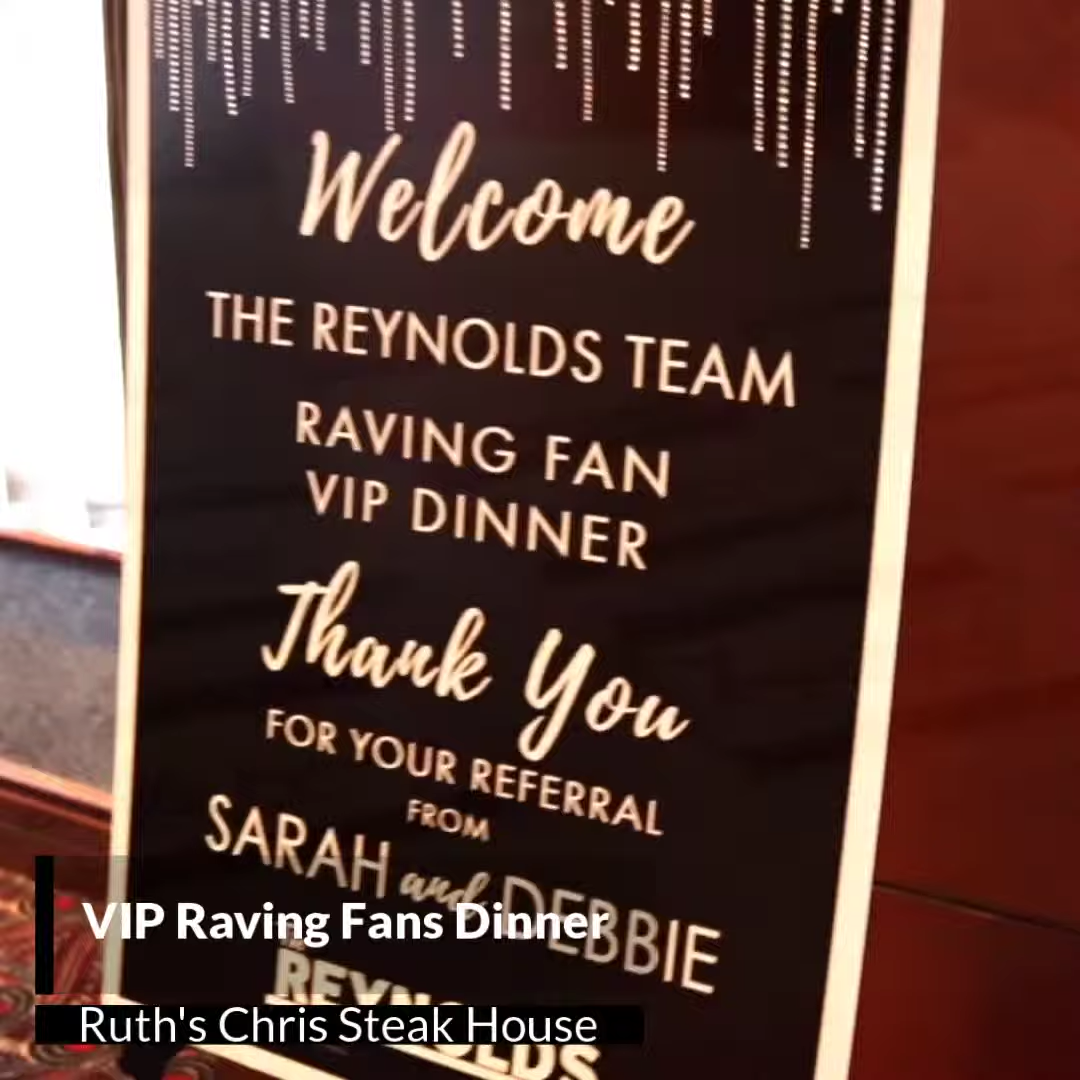 Welcome
THE REYNOLDS TEAM
RAVING FAN
VIP DINNER
Thank You
FOR YOUR REFERRAL
FROM
SARAH and DEBBIE
VIP Raving Fans Dinner
REYNOLDS
Ruth's Chris Steak House